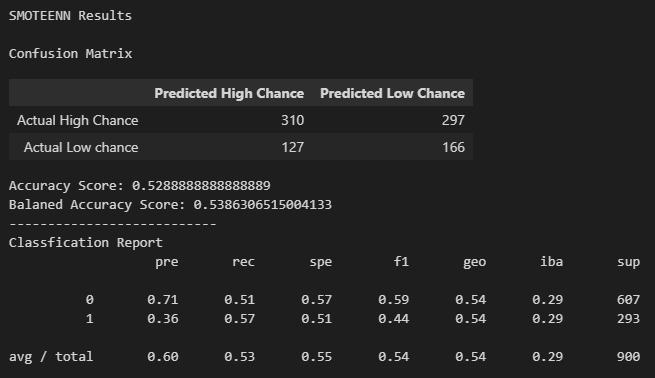 SMOTEENN Results
Confusion Matrix
Predicted High Chance Predicted Low Chance
Actual High Chance 310 297
Actual Low chance 127 166
Accuracy Score: 0.5288888888888889
Balaned Accuracy Score: 0.5386306515004133
---------------------------
Classfication Report
pre rec spe f1 geo iba sup
0 0.71 0.51 0.57 0.59 0.54 0.29 607
1 0.36 0.57 0.51 0.44 0.54 0.29 293
avg / total 0.60 0.53 0.55 0.54 0.54 0.29 900